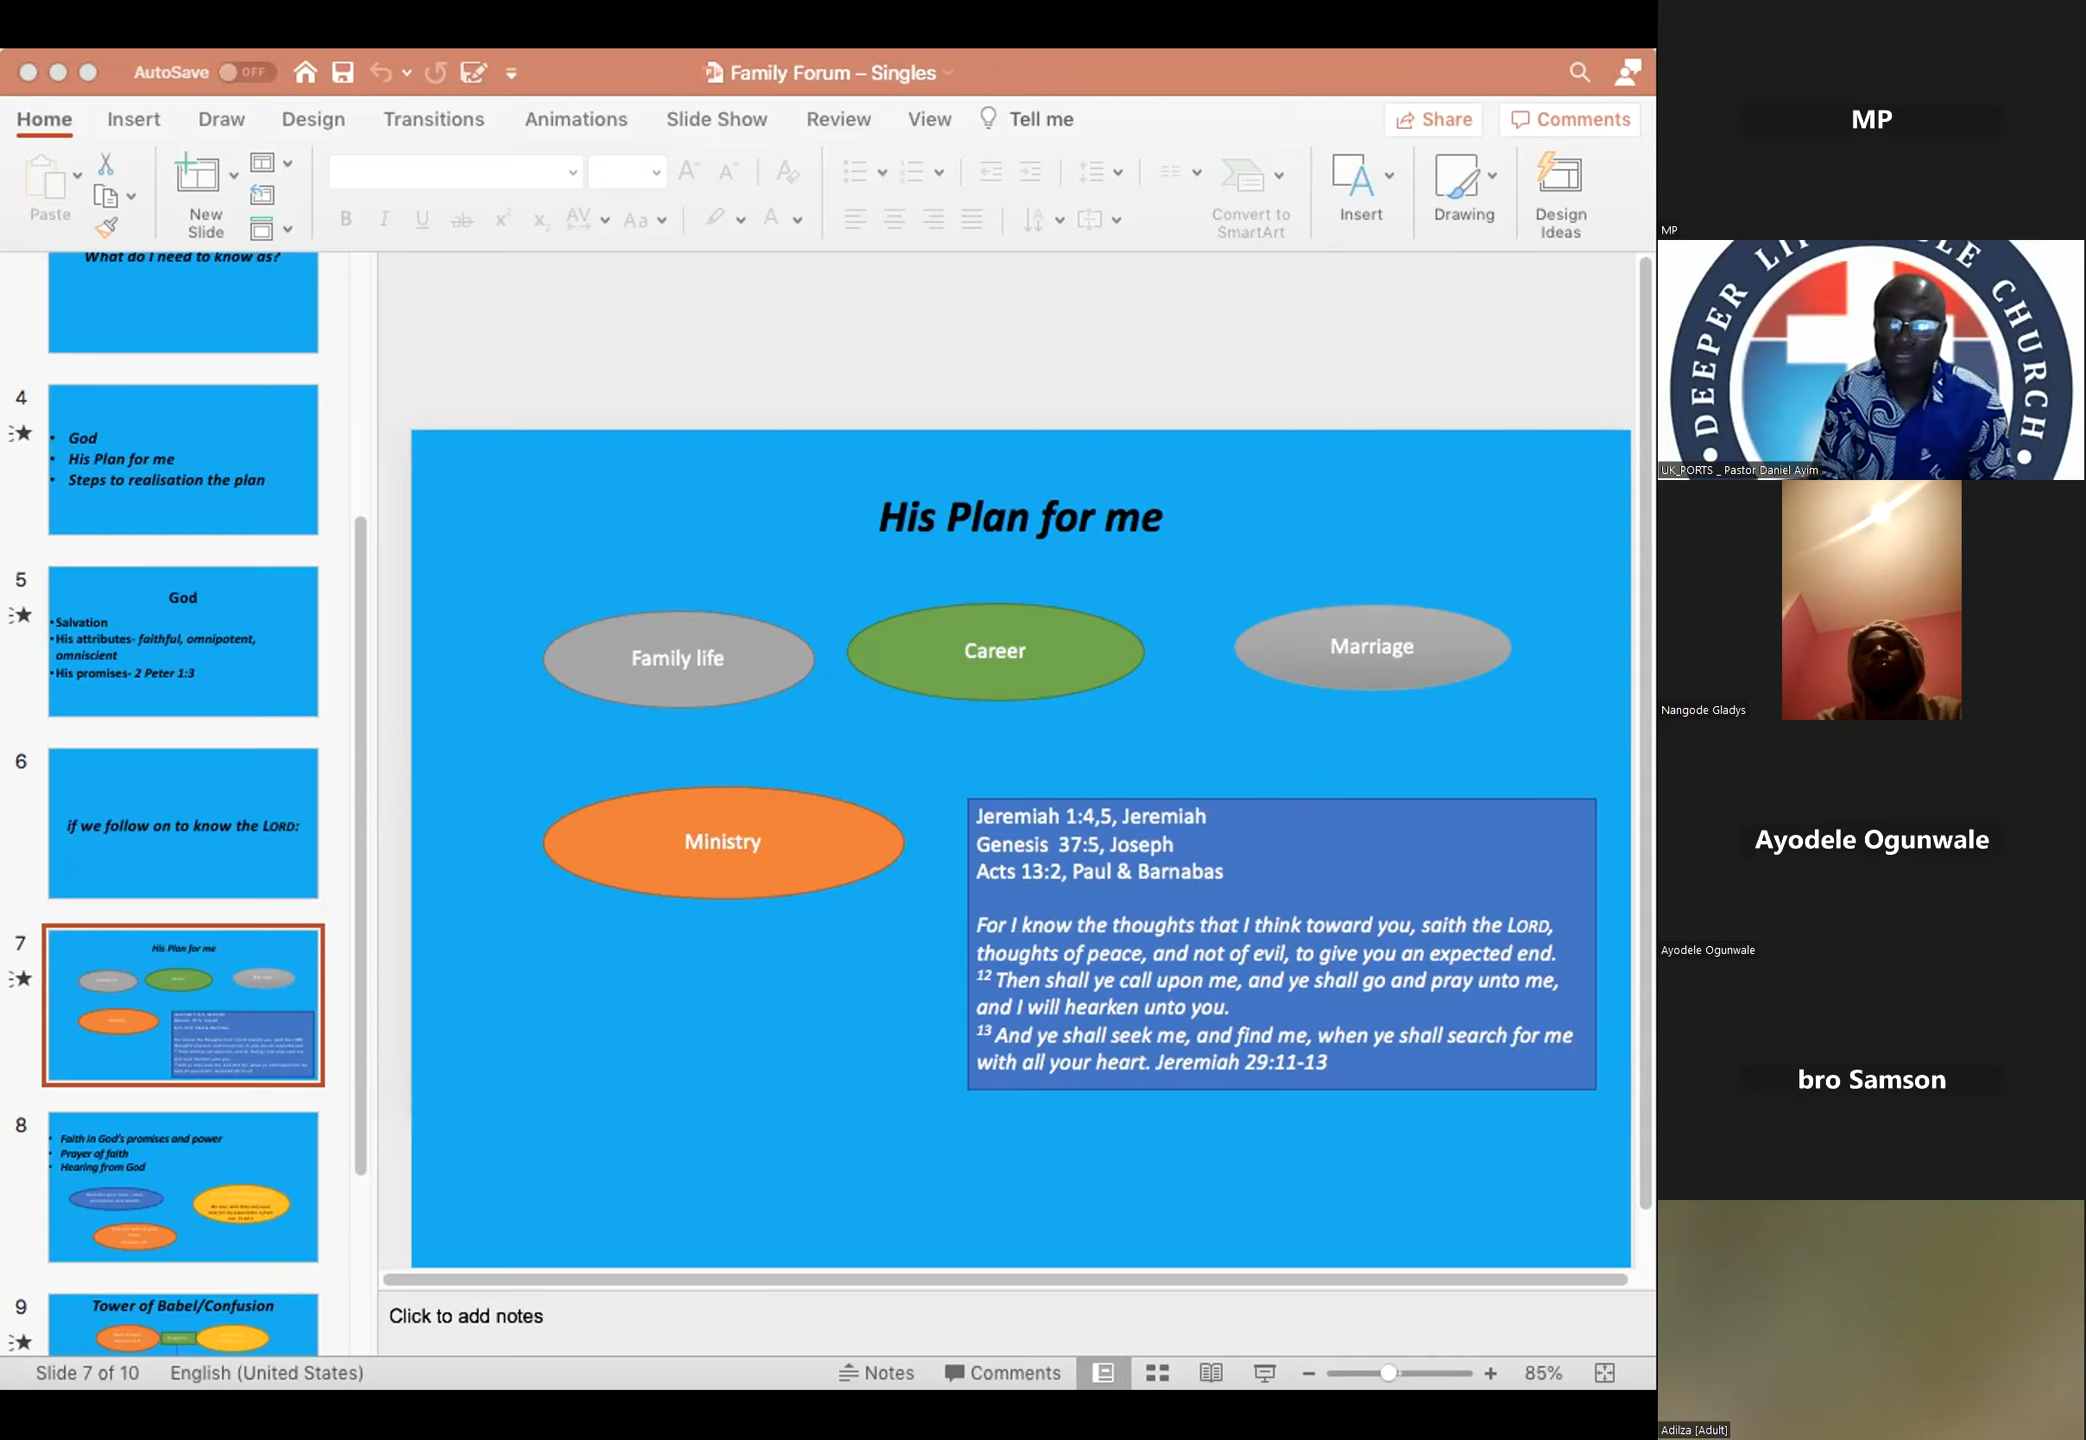 AutoSave OFF
Family Forum – Singles
Home Insert Draw Design Transitions Animations Slide Show Review View Tell me
Share Comments
Paste
New
Slide
B I U ab x² x₂ AV Aa A
Convert to
SmartArt
Insert
Drawing
Design
Ideas
What do I need to know as?
4
• God
• His Plan for me
• Steps to realisation the plan
5
God
• Salvation
• His attributes- faithful, omnipotent,
omniscient
• His promises- 2 Peter 1:3
6
if we follow on to know the LORD:
7
His Plan for me
8
• Faith in God's promises and power
• Prayer of faith
• Hearing from God
9
Tower of Babel/Confusion
His Plan for me
Family life
Career
Marriage
Ministry
Jeremiah 1:4,5, Jeremiah
Genesis 37:5, Joseph
Acts 13:2, Paul & Barnabas
For I know the thoughts that I think toward you, saith the LORD,
thoughts of peace, and not of evil, to give you an expected end.
12 Then shall ye call upon me, and ye shall go and pray unto me,
and I will hearken unto you.
13 And ye shall seek me, and find me, when ye shall search for me
with all your heart. Jeremiah 29:11-13
Click to add notes
Slide 7 of 10 English (United States) Notes Comments 85%
MP
MP
DEEPER LIFE BIBLE CHURCH
UK_PORTS _ Pastor Daniel Ayim
Nangode Gladys
Ayodele Ogunwale
Ayodele Ogunwale
bro Samson
Adilza [Adult]